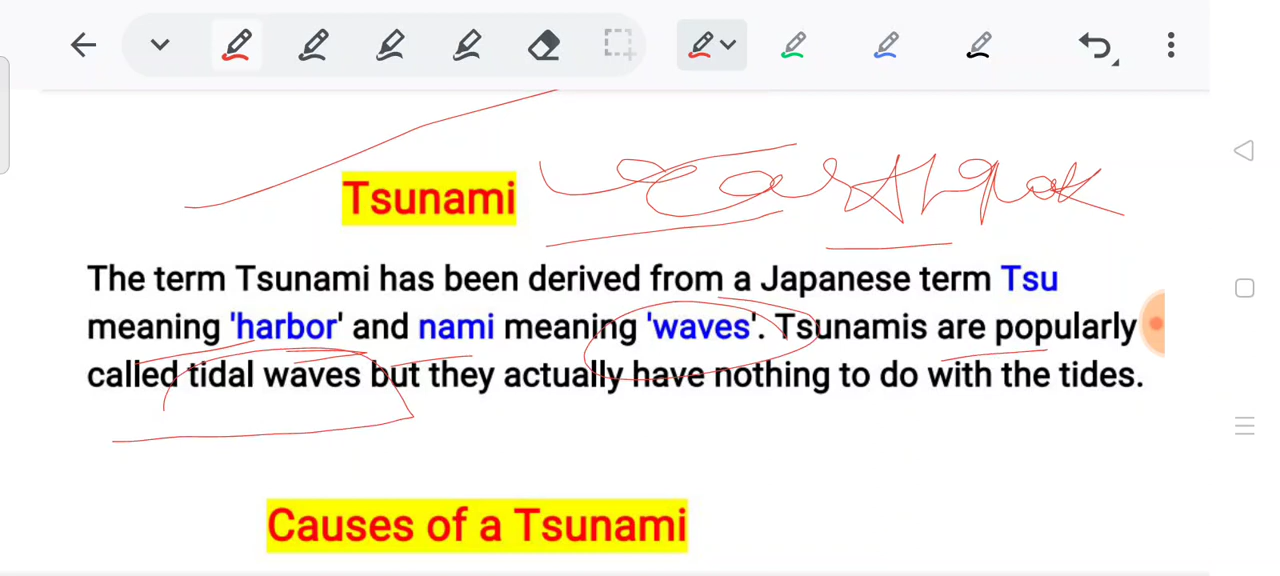 Tsunami
The term Tsunami has been derived from a Japanese term Tsu
meaning 'harbor' and nami meaning 'waves'. Tsunamis are popularly
called tidal waves but they actually have nothing to do with the tides.
Causes of a Tsunami